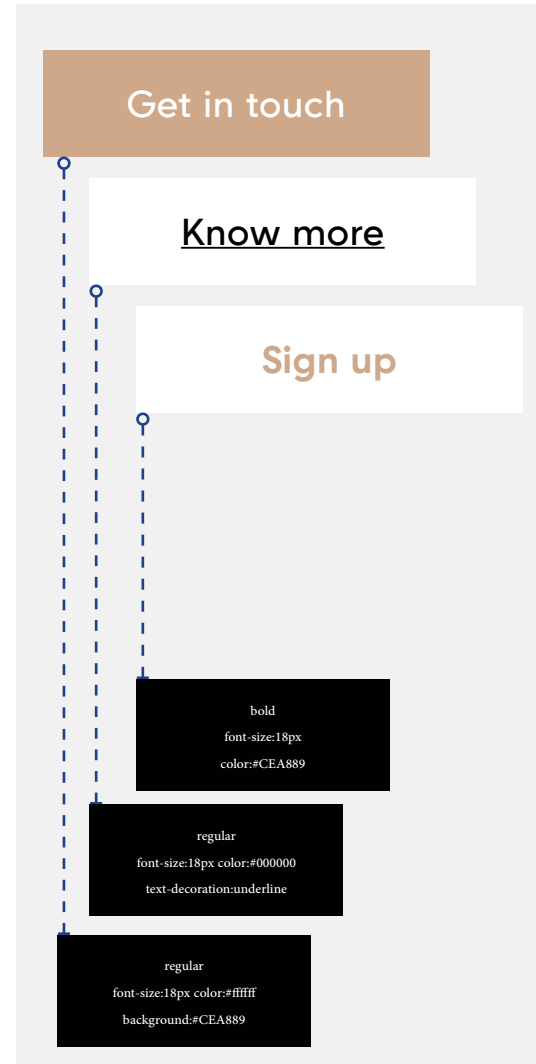 Get in touch
Know more
Sign up
bold
font-size:18px
color:#CEA889
regular
font-size:18px color:#000000
text-decoration:underline
regular
font-size:18px color:#ffffff
background:#CEA889